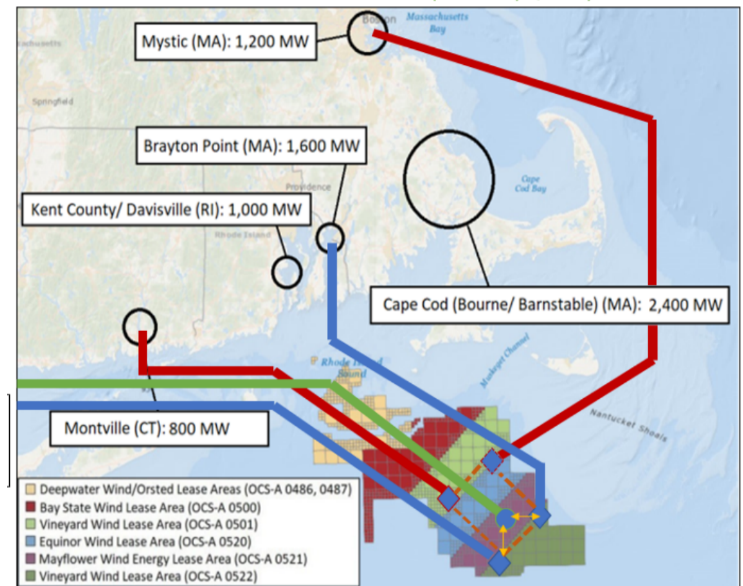 Boston
Massachusetts
Bay
Mystic (MA): 1,200 MW
Springfield
Brayton Point (MA): 1,600 MW
Providence
Cape
Cod Bay
Kent County/ Davisville (RI): 1,000 MW
Rhode Island
Cape Cod (Bourne/ Barnstable) (MA): 2,400 MW
Rhode Island
Sound
Muskeget Channel
Nantucket Shoals
Montville (CT): 800 MW
Deepwater Wind/Orsted Lease Areas (OCS-A 0486, 0487)
Bay State Wind Lease Area (OCS-A 0500)
Vineyard Wind Lease Area (OCS-A 0501)
Equinor Wind Lease Area (OCS-A 0520)
Mayflower Wind Energy Lease Area (OCS-A 0521)
Vineyard Wind Lease Area (OCS-A 0522)